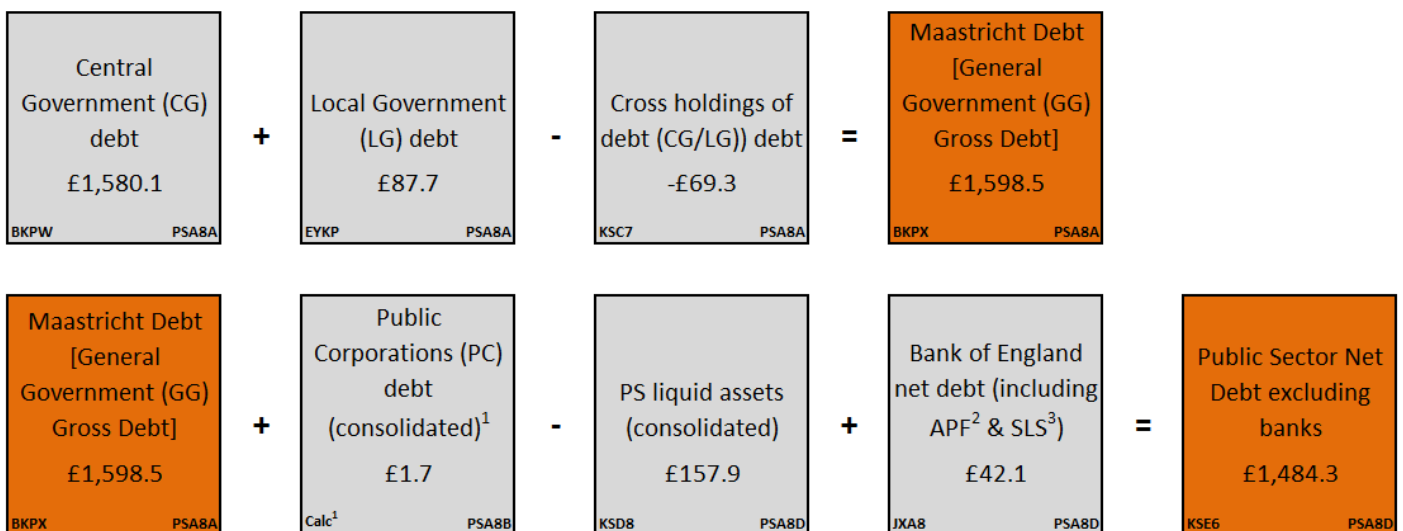 Central
Government (CG)
debt
£1,580.1
BKPW PSA8A
+
Local Government
(LG) debt
£87.7
EYKP PSA8A
-
Cross holdings of
debt (CG/LG)) debt
-£69.3
KSC7 PSA8A
=
Maastricht Debt
[General
Government (GG)
Gross Debt]
£1,598.5
BKPX PSA8A
Maastricht Debt
[General
Government (GG)
Gross Debt]
£1,598.5
BKPX PSA8A
+
Public
Corporations (PC)
debt
(consolidated)¹
£1.7
Calc¹ PSA8B
-
PS liquid assets
(consolidated)
£157.9
KSD8 PSA8D
+
Bank of England
net debt (including
APF² & SLS³)
£42.1
JXA8 PSA8D
=
Public Sector Net
Debt excluding
banks
£1,484.3
KSE6 PSA8D